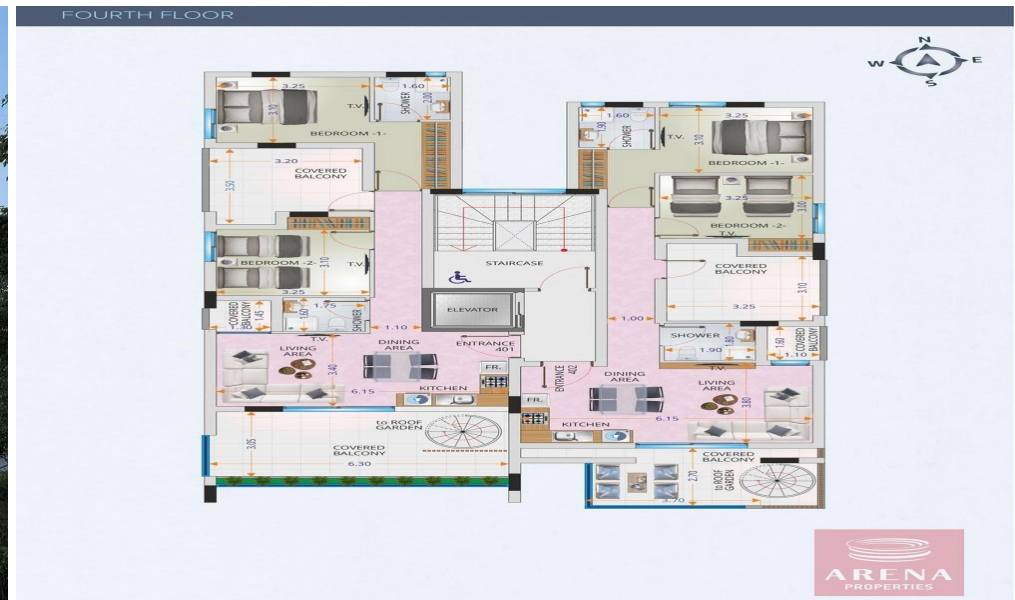 FOURTH FLOOR
N
W
E
S
3.25
3.10
T.V.
BEDROOM -1-
1.60
SHOWER
2.00
3.20
COVERED
BALCONY
3.50
BEDROOM -2-
3.10
T.V.
3.25
COVERED
BALCONY
1.45
1.75
1.60
SHOWER
1.10
T.V.
LIVING
AREA
3.40
DINING
AREA
6.15
ENTRANCE
401
FR.
KITCHEN
to ROOF
GARDEN
3.05
COVERED
BALCONY
6.30
STAIRCASE
ELEVATOR
1.60
1.90
SHOWER
T.V.
3.25
3.10
BEDROOM -1-
3.25
3.00
BEDROOM -2-
T.V.
COVERED
BALCONY
3.25
3.10
1.00
SHOWER
1.80
1.90
1.60
COVERED
BALCONY
1.10
T.V.
ENTRANCE
402
DINING
AREA
LIVING
AREA
3.80
6.15
FR.
KITCHEN
COVERED
BALCONY
2.70
to ROOF
GARDEN
3.70
ARENA
PROPERTIES